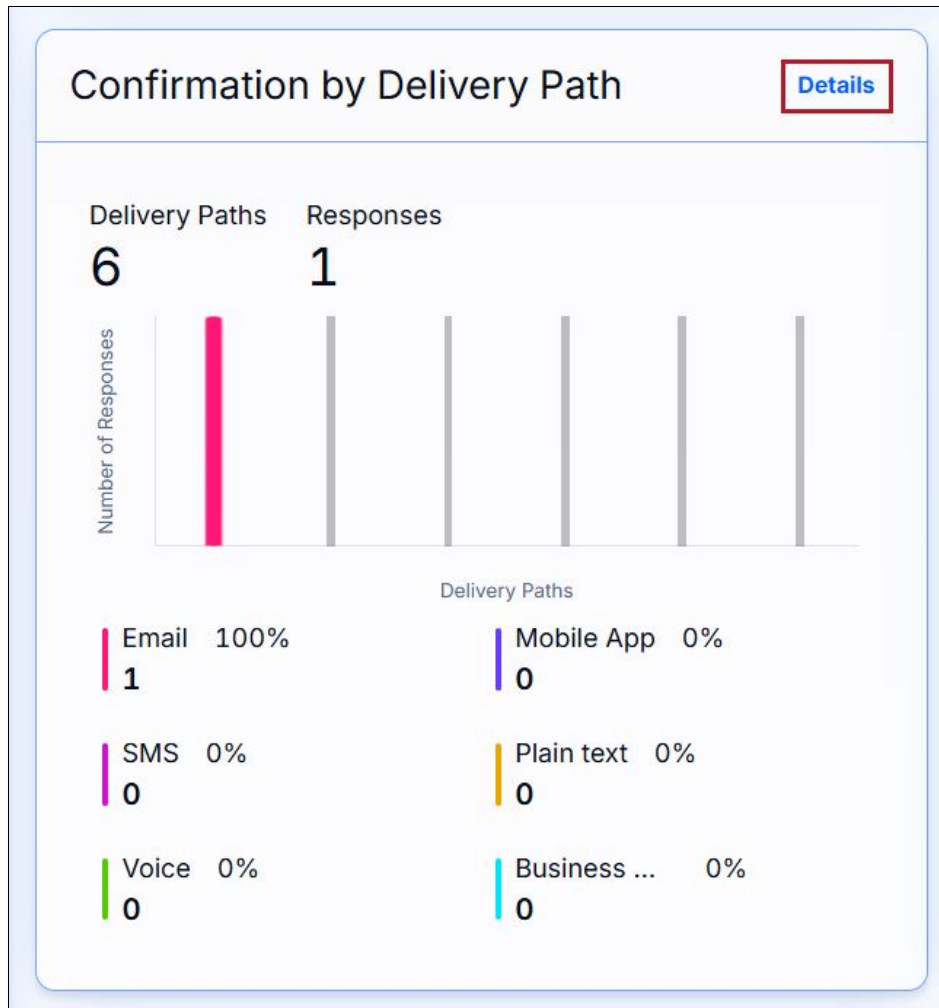 Confirmation by Delivery Path
Details
Delivery Paths Responses
6 1
Number of Responses
Delivery Paths
Email 100%
1
Mobile App 0%
0
SMS 0%
0
Plain text 0%
0
Voice 0%
0
Business ... 0%
0